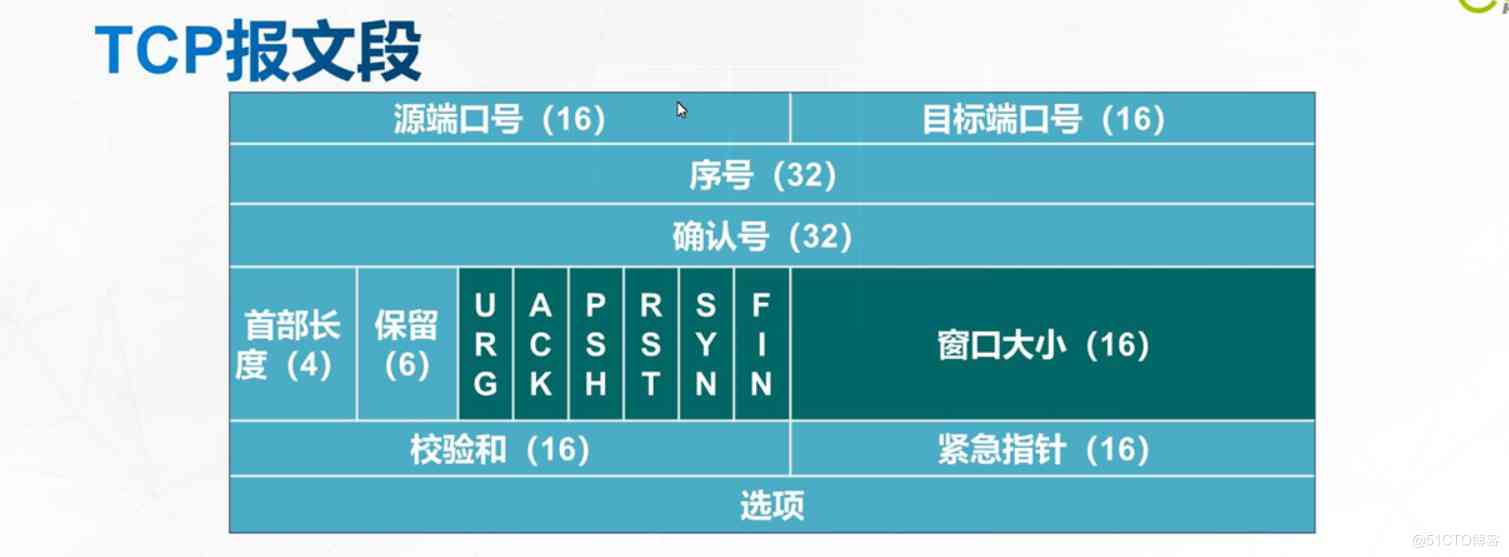 TCP报文段
源端口号（16） 目标端口号（16）
序号（32）
确认号（32）
首部长度（4） 保留（6） URG ACK PSH RST SYN FIN 窗口大小（16）
校验和（16） 紧急指针（16）
选项
@51CTO博客